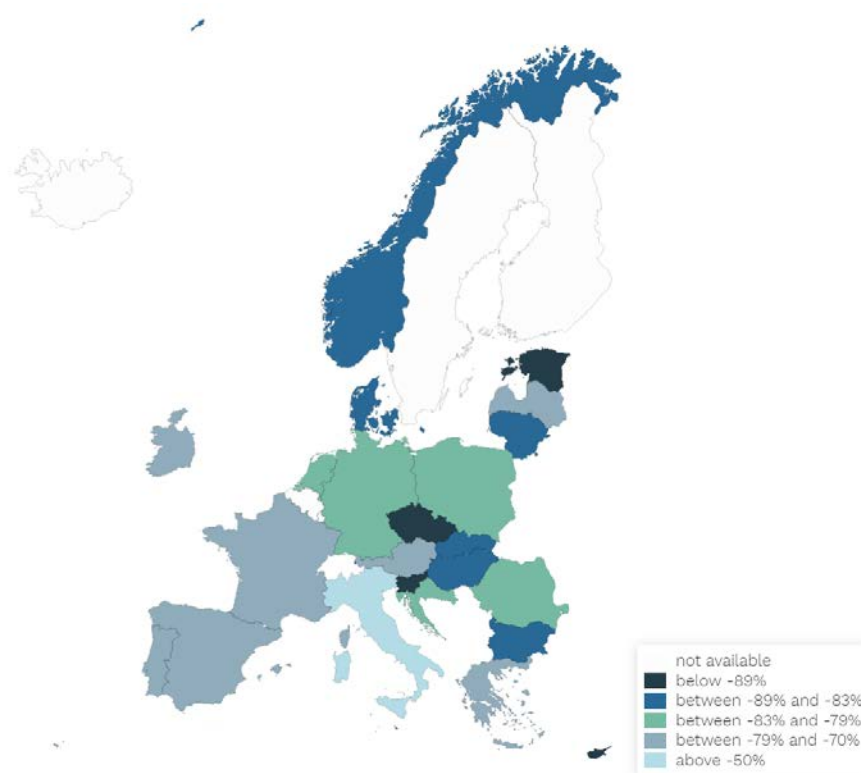 not available
below -89%
between -89% and -83%
between -83% and -79%
between -79% and -70%
above -50%